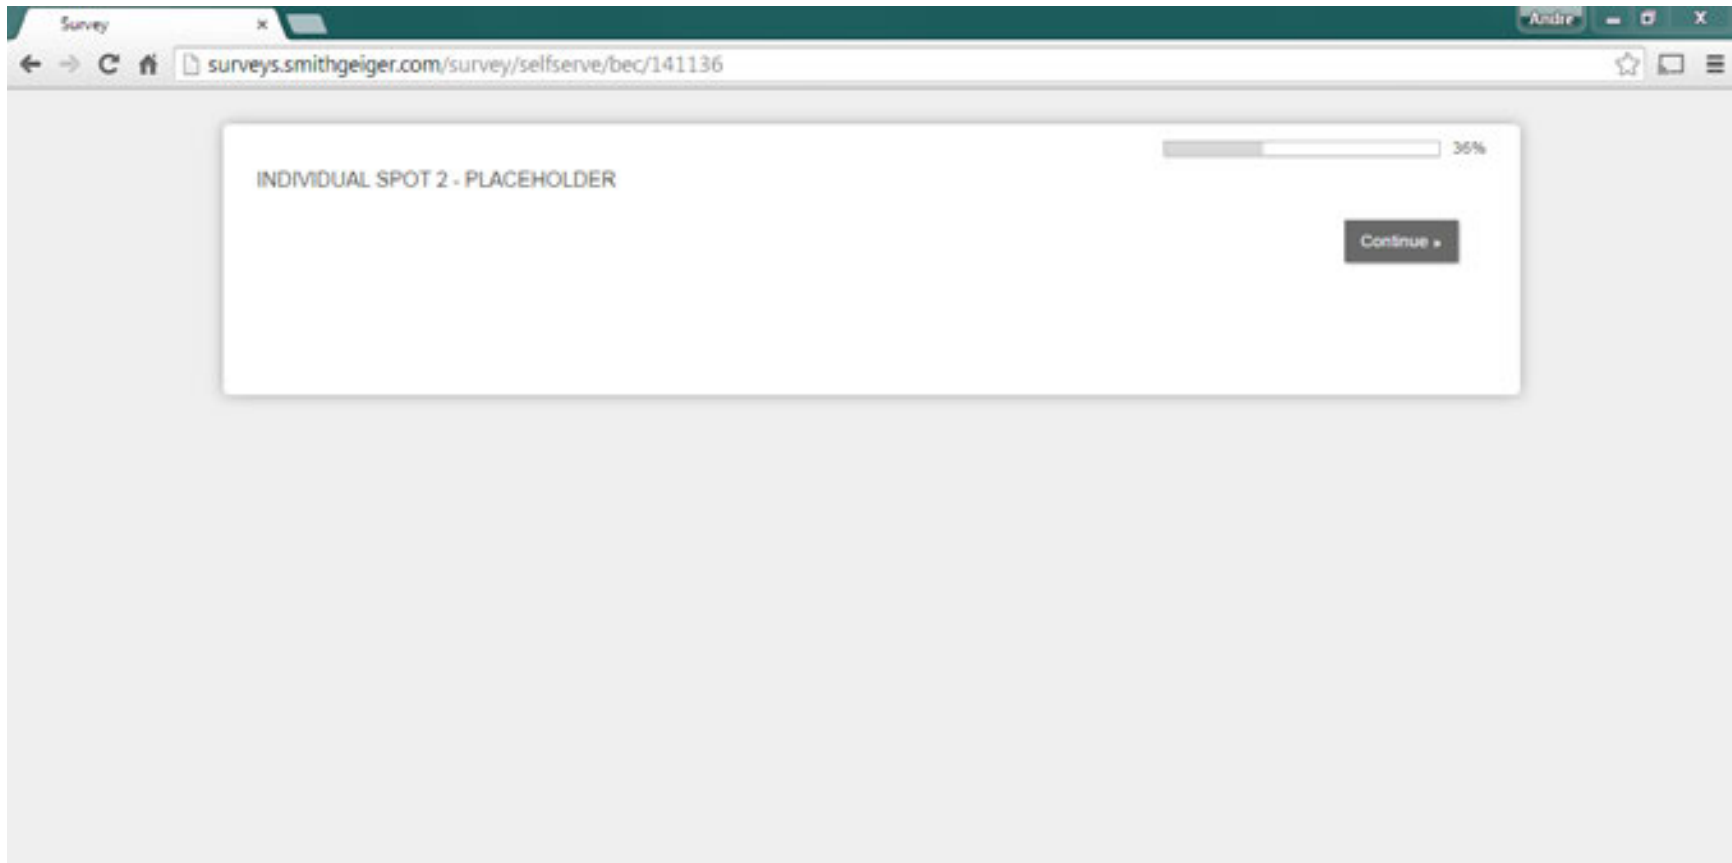 Survey
Andre
surveys.smithgeiger.com/survey/selfserve/bec/141136
36%
INDIVIDUAL SPOT 2 - PLACEHOLDER
Continue »